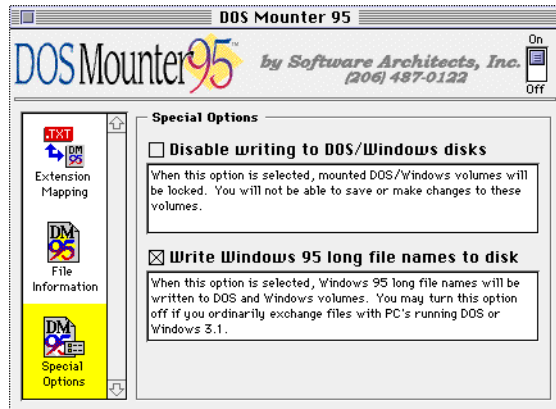 DOS Mounter 95
DOS Mounter 95™
by Software Architects, Inc.
(206) 487-0122
On
Off
.TXT
DM
95
Extension
Mapping
DM
95
File
Information
DM
95
Special
Options
Special Options
Disable writing to DOS/Windows disks
When this option is selected, mounted DOS/Windows volumes will
be locked. You will not be able to save or make changes to these
volumes.
Write Windows 95 long file names to disk
When this option is selected, Windows 95 long file names will be
written to DOS and Windows volumes. You may turn this option
off if you ordinarily exchange files with PC's running DOS or
Windows 3.1.